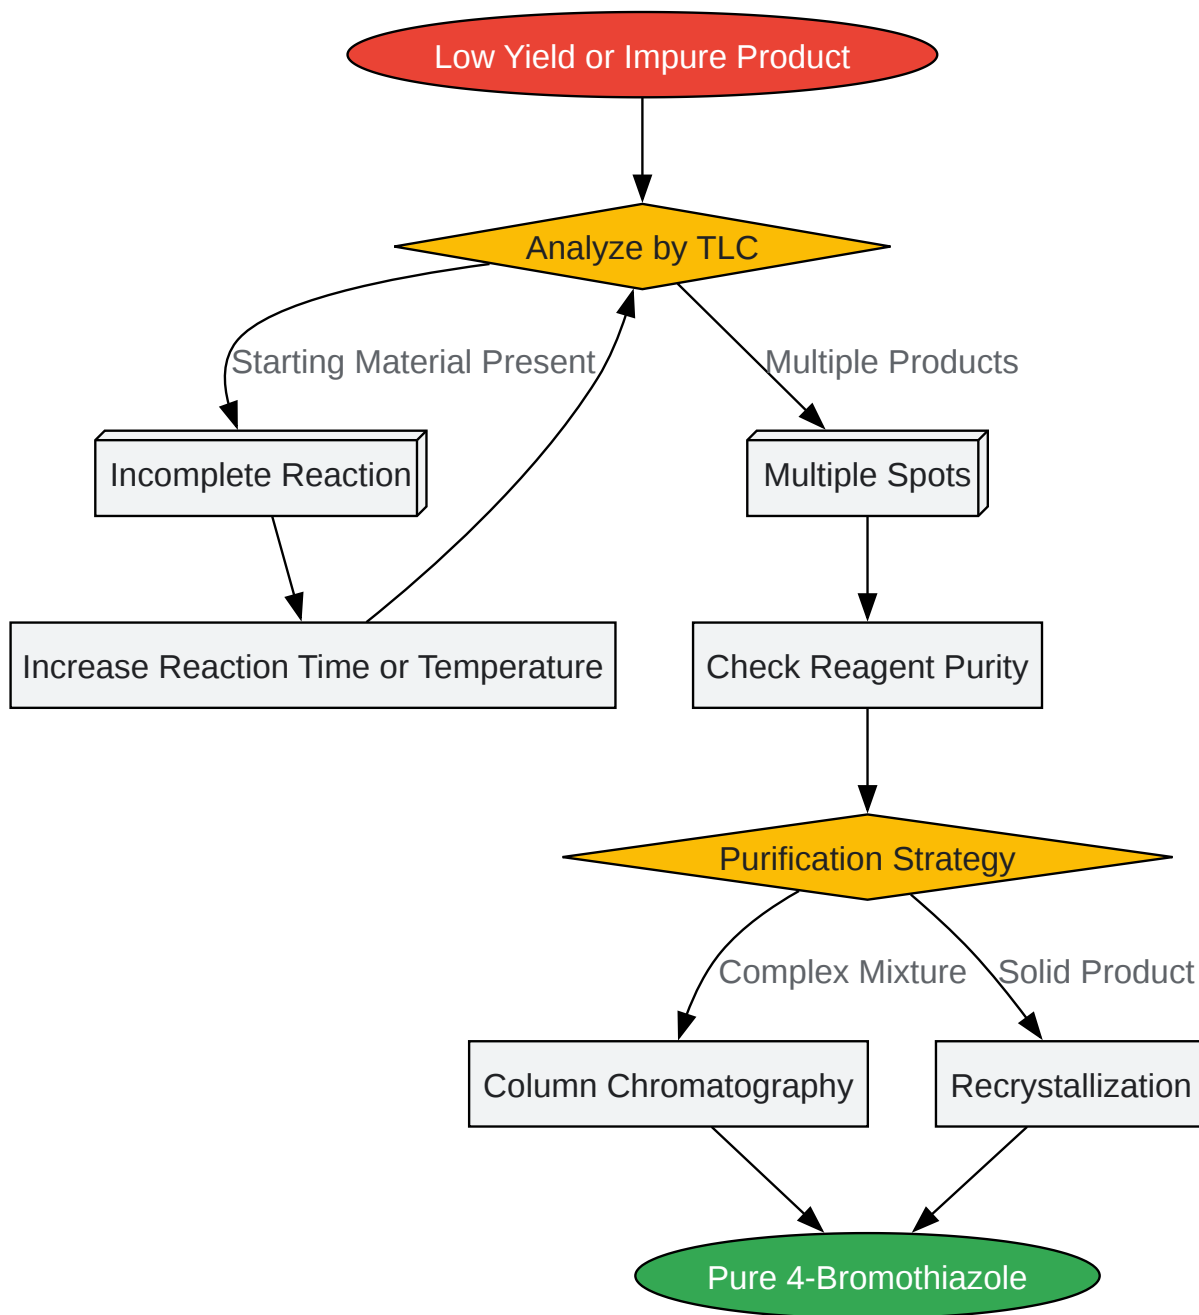 Low Yield or Impure Product
Analyze by TLC
Starting Material Present
Multiple Products
Incomplete Reaction
Multiple Spots
Increase Reaction Time or Temperature
Check Reagent Purity
Purification Strategy
Complex Mixture
Solid Product
Column Chromatography
Recrystallization
Pure 4-Bromothiazole